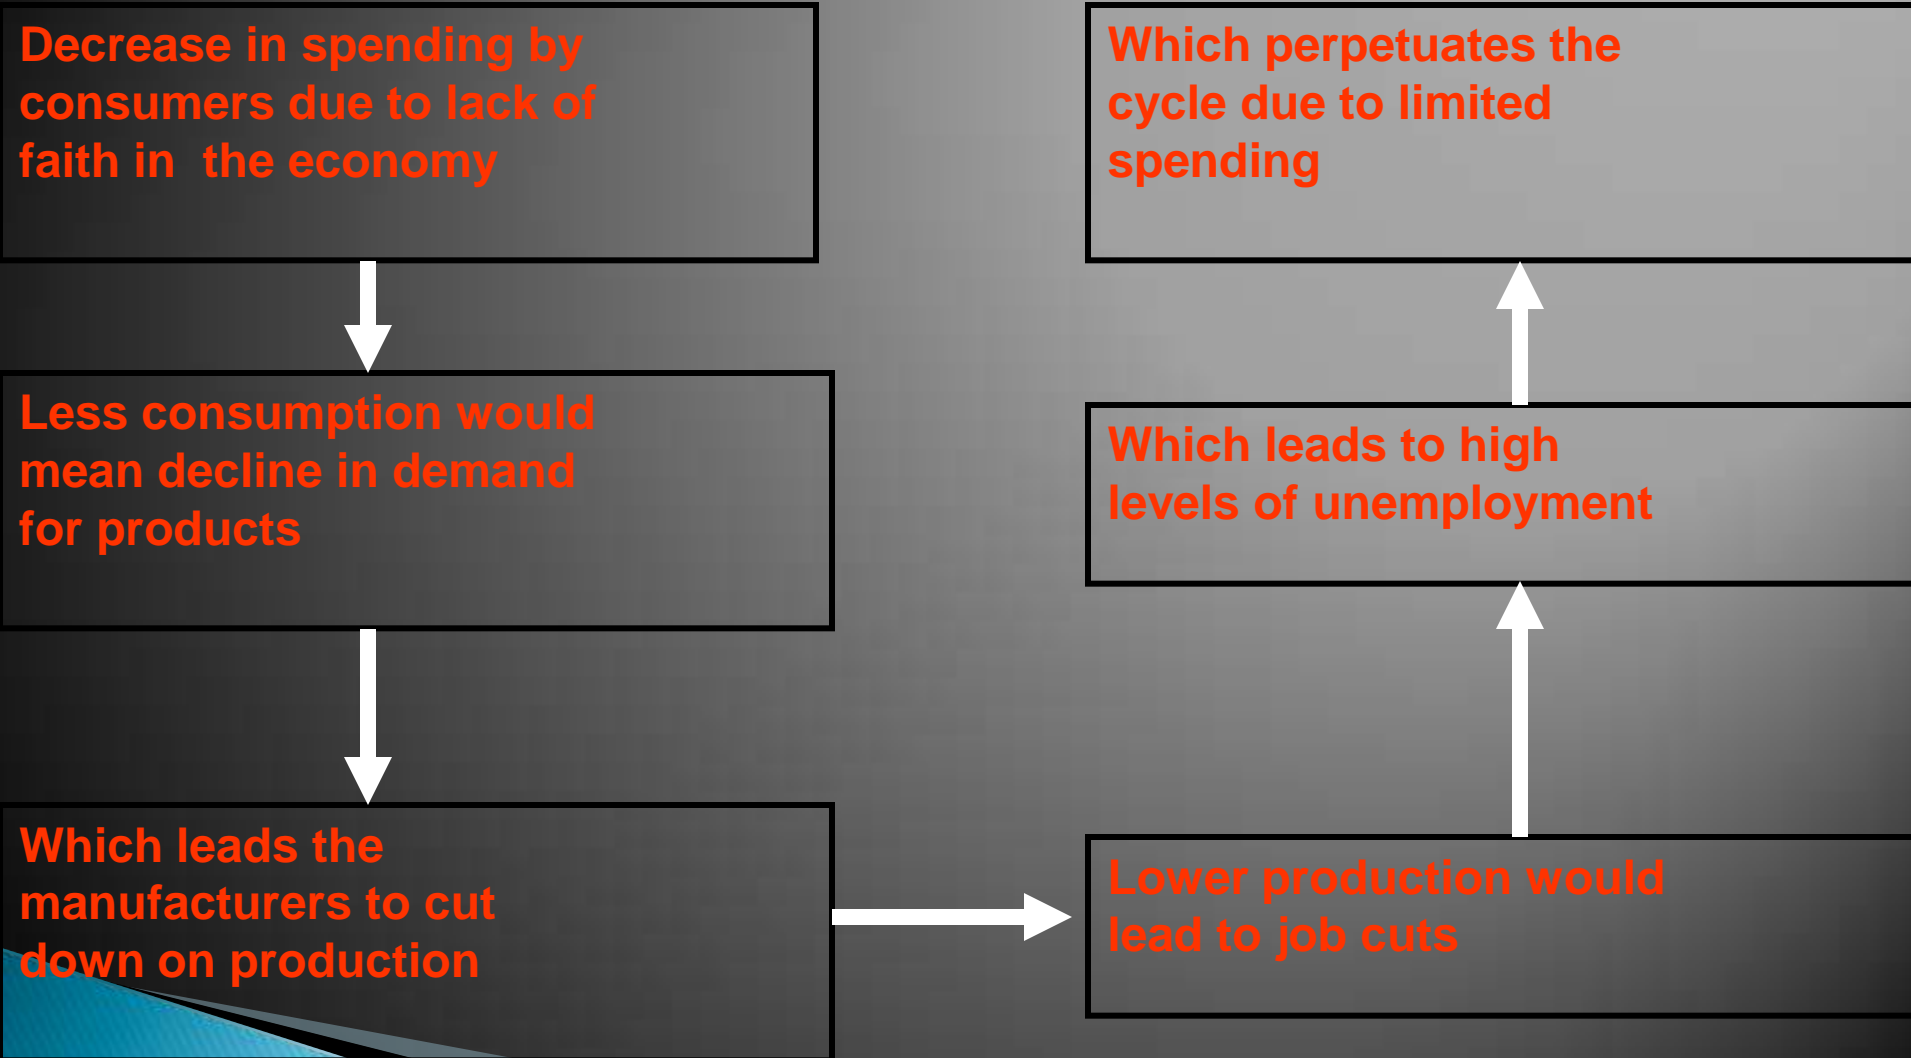 Decrease in spending by
consumers due to lack of
faith in  the economy
Less consumption would
mean decline in demand
for products
Which leads the
manufacturers to cut
down on production
Lower production would
lead to job cuts
Which leads to high
levels of unemployment
Which perpetuates the
cycle due to limited
spending